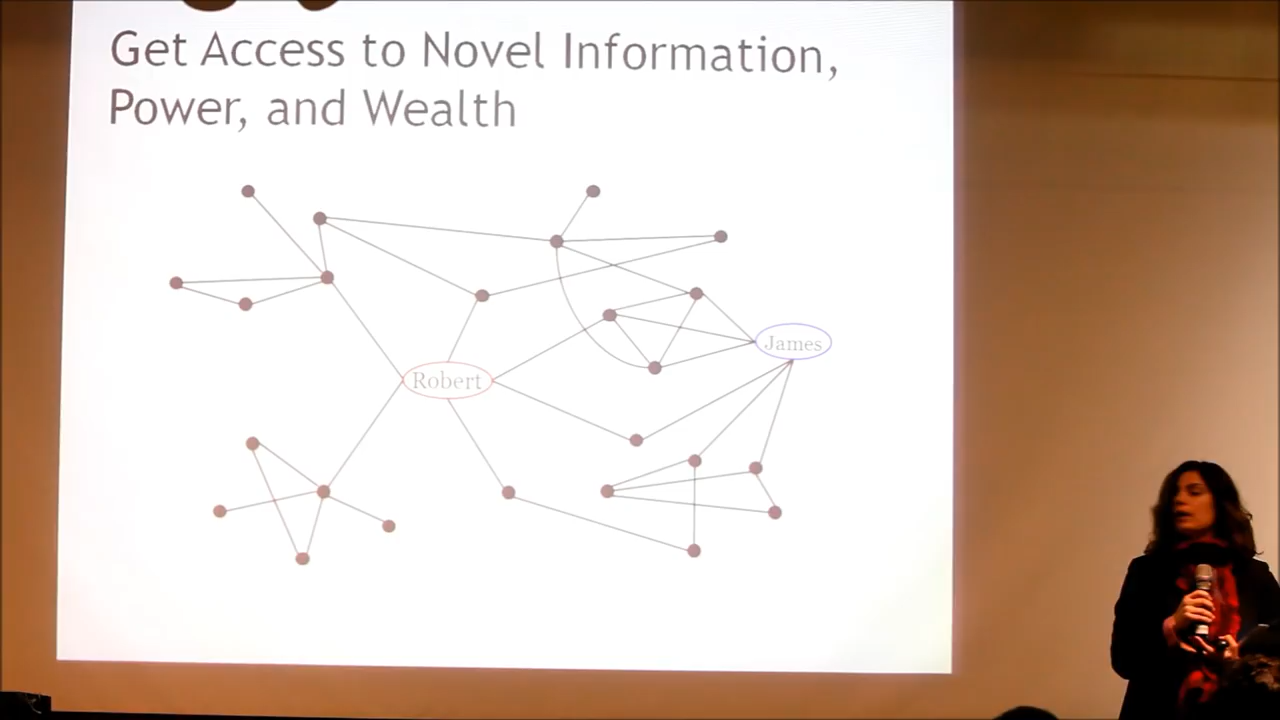 Get Access to Novel Information,
Power, and Wealth
James
Robert